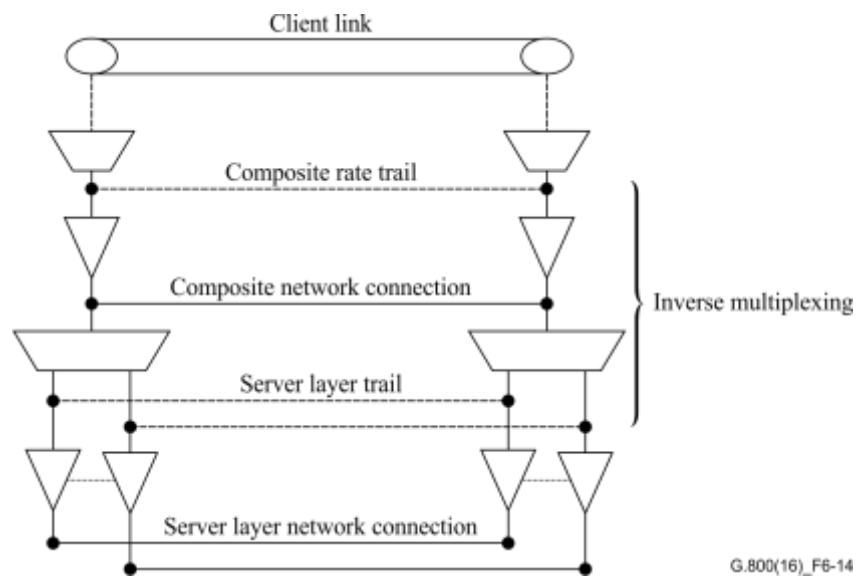 Client link
Composite rate trail
Composite network connection
Inverse multiplexing
Server layer trail
Server layer network connection
G.800(16)_F6-14